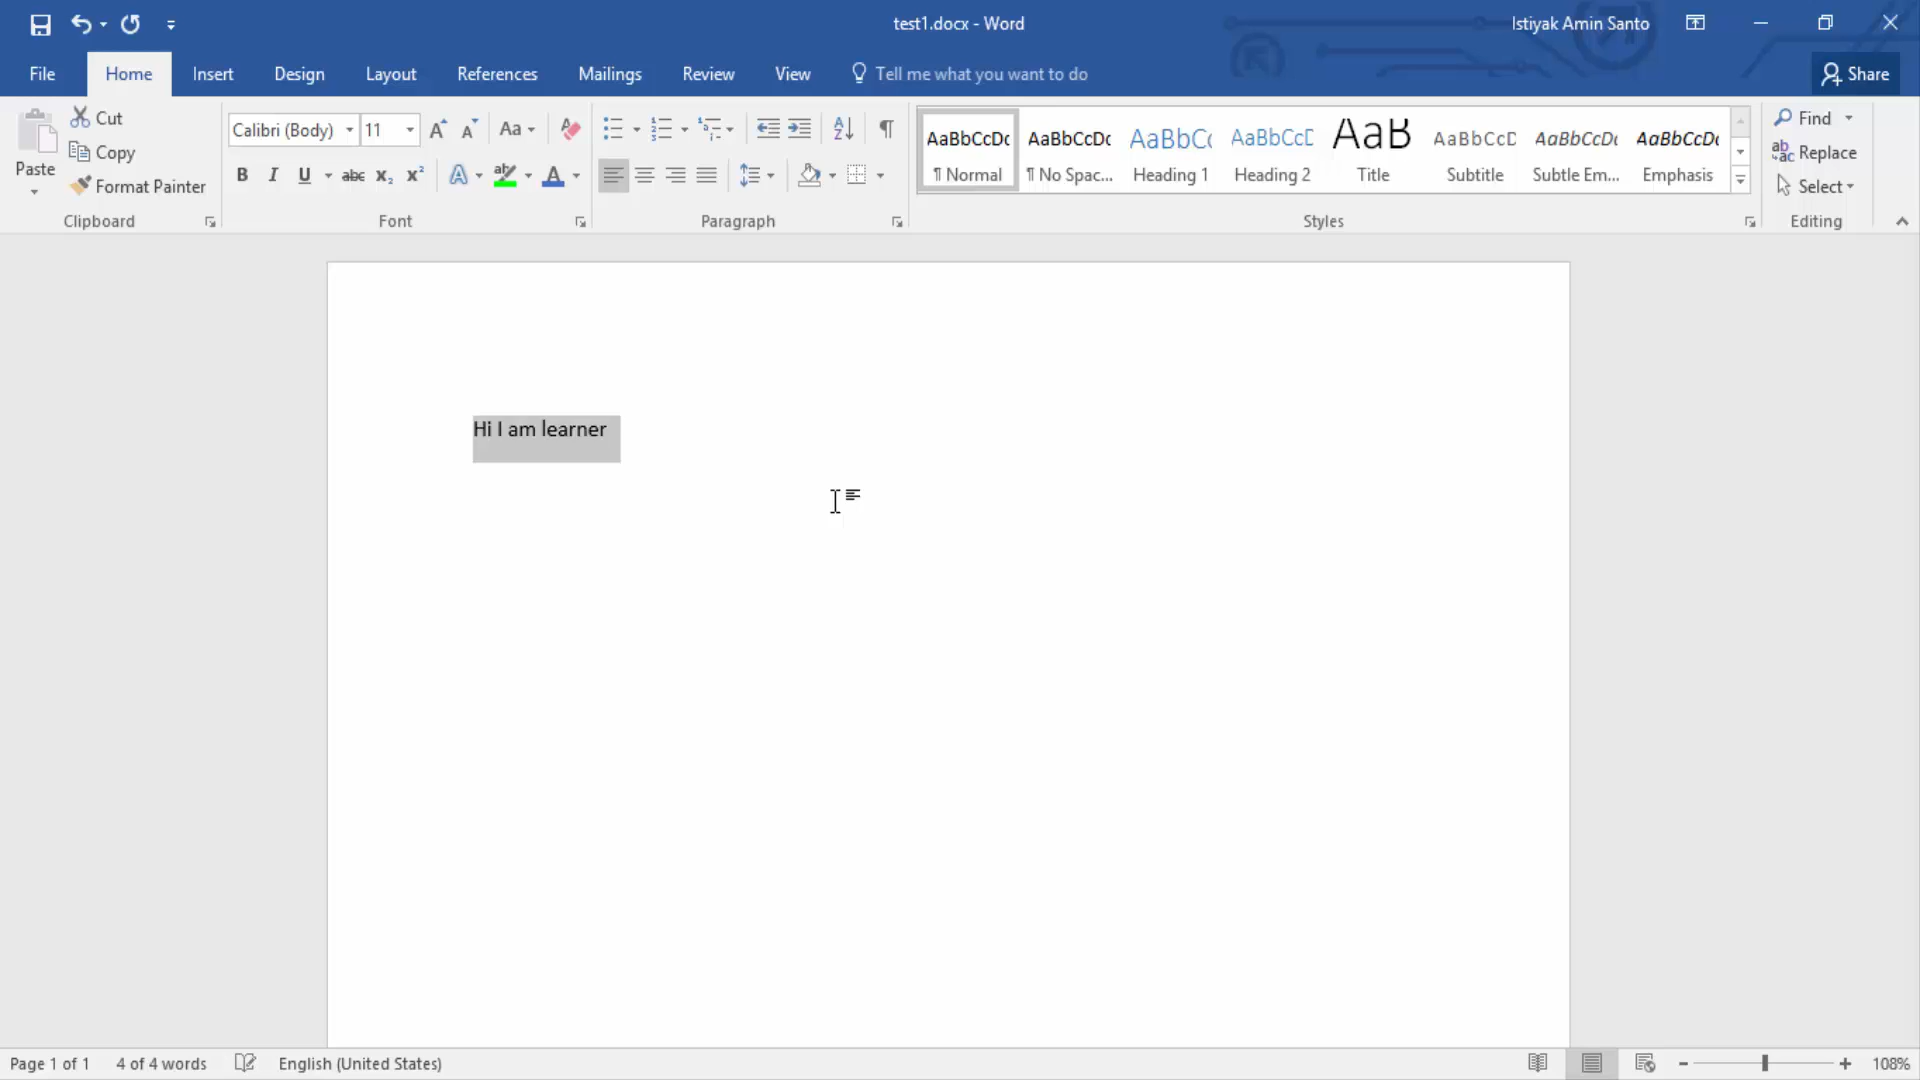 test1.docx - Word
Istiyak Amin Santo
File Home Insert Design Layout References Mailings Review View Tell me what you want to do
Share
Paste
Cut
Copy
Format Painter
Clipboard
Calibri (Body) 11
Aa
B I U abc x₂ x² A ab A
Font
Paragraph
AaBbCcDc AaBbCcDc AaBbC AaBbCcD AaB AaBbCcD AaBbCcDc AaBbCcDc
¶ Normal ¶ No Spac... Heading 1 Heading 2 Title Subtitle Subtle Em... Emphasis
Styles
Find
Replace
Select
Editing
Hi I am learner
Page 1 of 1 4 of 4 words English (United States)
108%